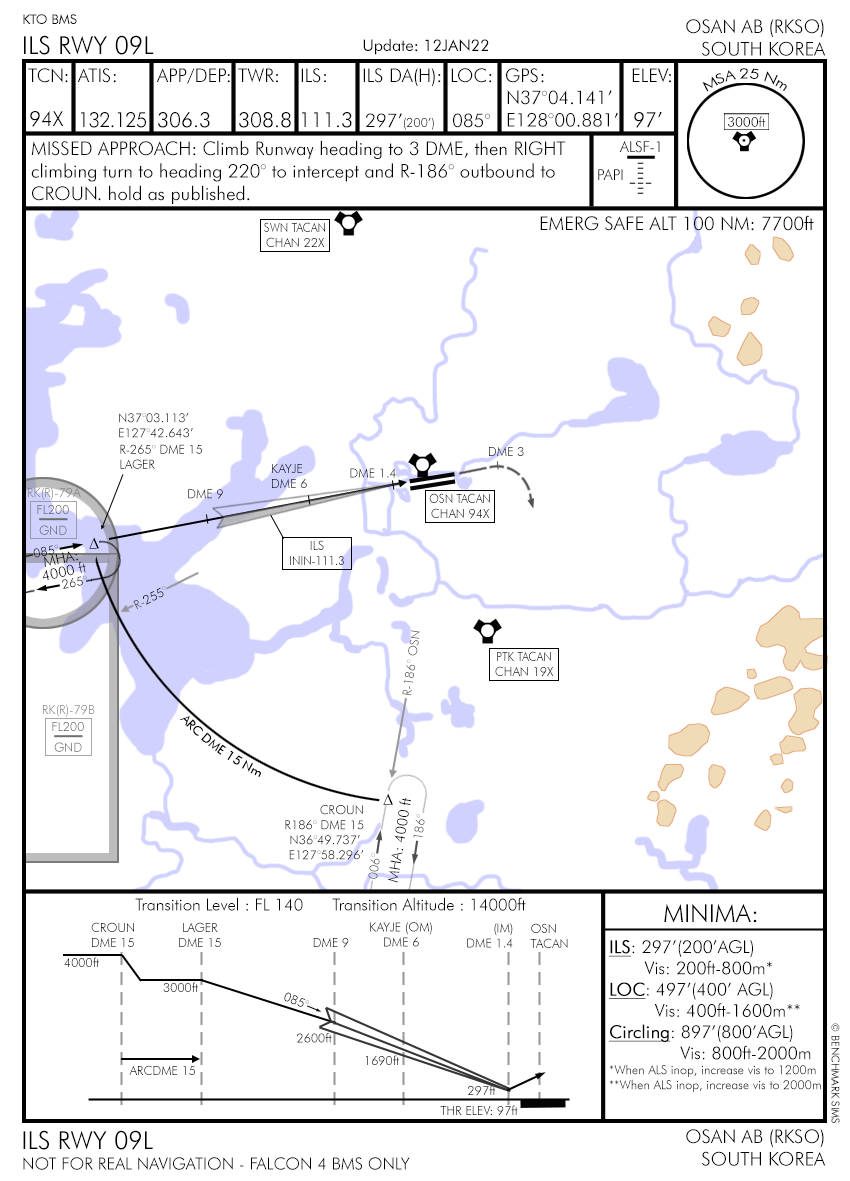 KTO BMS
ILS RWY 09L
Update: 12JAN22
OSAN AB (RKSO)
SOUTH KOREA
TCN:
94X
ATIS:
132.125
APP/DEP:
306.3
TWR:
308.8
ILS:
111.3
ILS DA(H):
297'(200')
LOC:
085°
GPS:
N37°04.141'
E128°00.881'
ELEV:
97'
MSA 25 Nm
3000ft
MISSED APPROACH: Climb Runway heading to 3 DME, then RIGHT
climbing turn to heading 220° to intercept and R-186° outbound to
CROUN. hold as published.
ALSF-1
PAPI
EMERG SAFE ALT 100 NM: 7700ft
SWN TACAN
CHAN 22X
N37°03.113'
E127°42.643'
R-265° DME 15
LAGER
KAYJE
DME 6
DME 9
DME 1.4
DME 3
OSN TACAN
CHAN 94X
ILS
ININ-111.3
RK(R)-79A
FL200
GND
085°
MHA:
4000 ft
265°
R-255°
R-186° OSN
PTK TACAN
CHAN 19X
RK(R)-79B
FL200
GND
ARC DME 15 Nm
CROUN
R186° DME 15
N36°49.737'
E127°58.296'
006°
MHA: 4000 ft
186°
Transition Level : FL 140
Transition Altitude : 14000ft
CROUN
DME 15
LAGER
DME 15
DME 9
KAYJE (OM)
DME 6
(IM)
DME 1.4
OSN
TACAN
4000ft
3000ft
085°
2600ft
1690ft
297ft
ARCDME 15
THR ELEV: 97ft
MINIMA:
ILS: 297'(200'AGL)
Vis: 200ft-800m*
LOC: 497'(400' AGL)
Vis: 400ft-1600m**
Circling: 897'(800'AGL)
Vis: 800ft-2000m
*When ALS inop, increase vis to 1200m
**When ALS inop, increase vis to 2000m
© BENCHMARK SIMS
ILS RWY 09L
NOT FOR REAL NAVIGATION - FALCON 4 BMS ONLY
OSAN AB (RKSO)
SOUTH KOREA